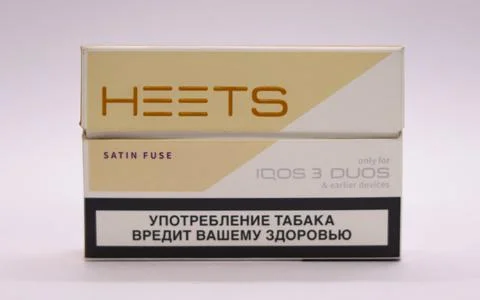 HEETS
SATIN FUSE
only for
IQOS 3 DUOS
& earlier devices
УПОТРЕБЛЕНИЕ ТАБАКА
ВРЕДИТ ВАШЕМУ ЗДОРОВЬЮ